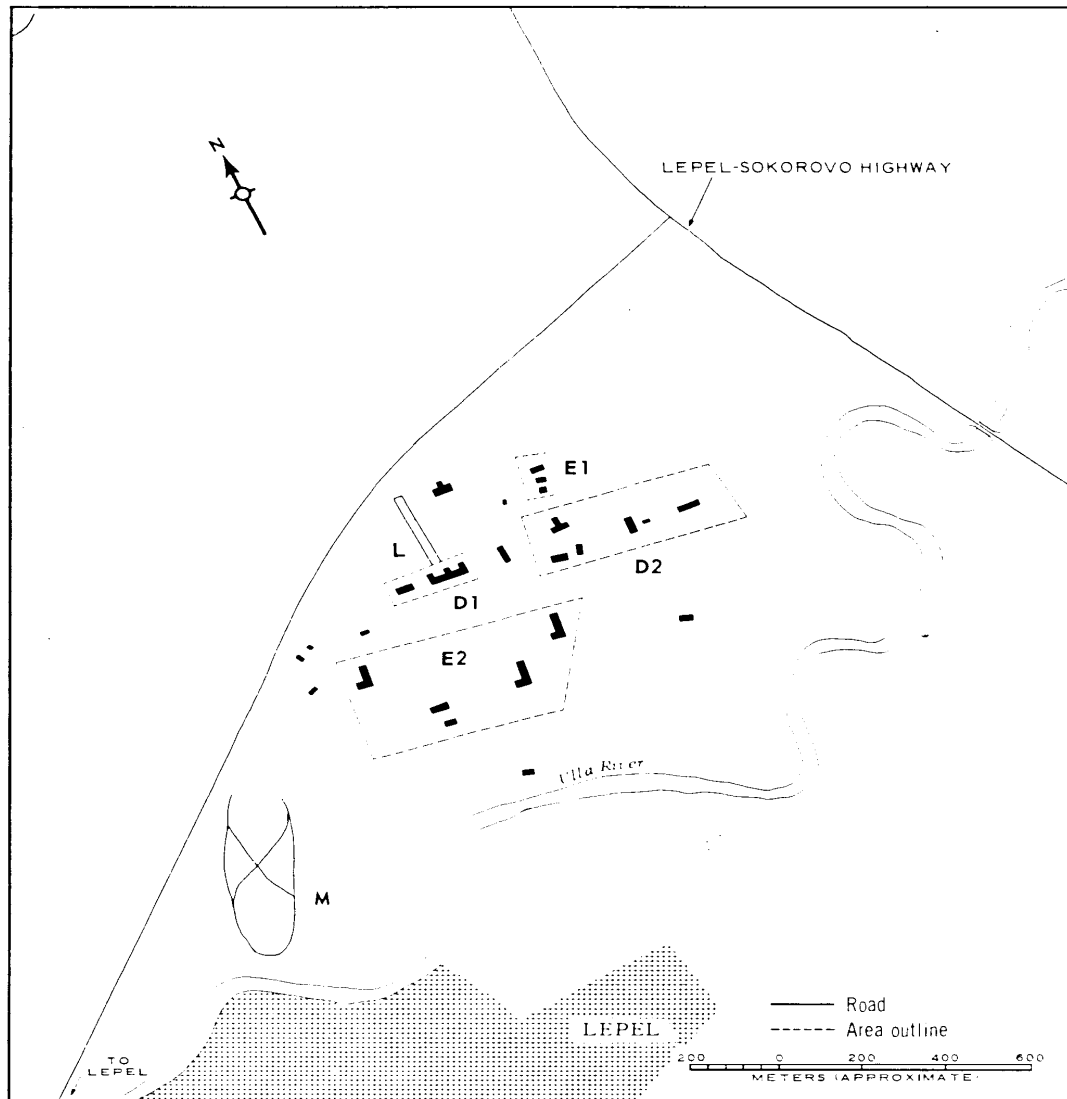 N
LEPEL-SOKOROVO HIGHWAY
E1
L
D2
D1
E2
Ulla River
M
LEPEL
Road
Area outline
TO
LEPEL
200 0 200 400 600
METERS (APPROXIMATE)